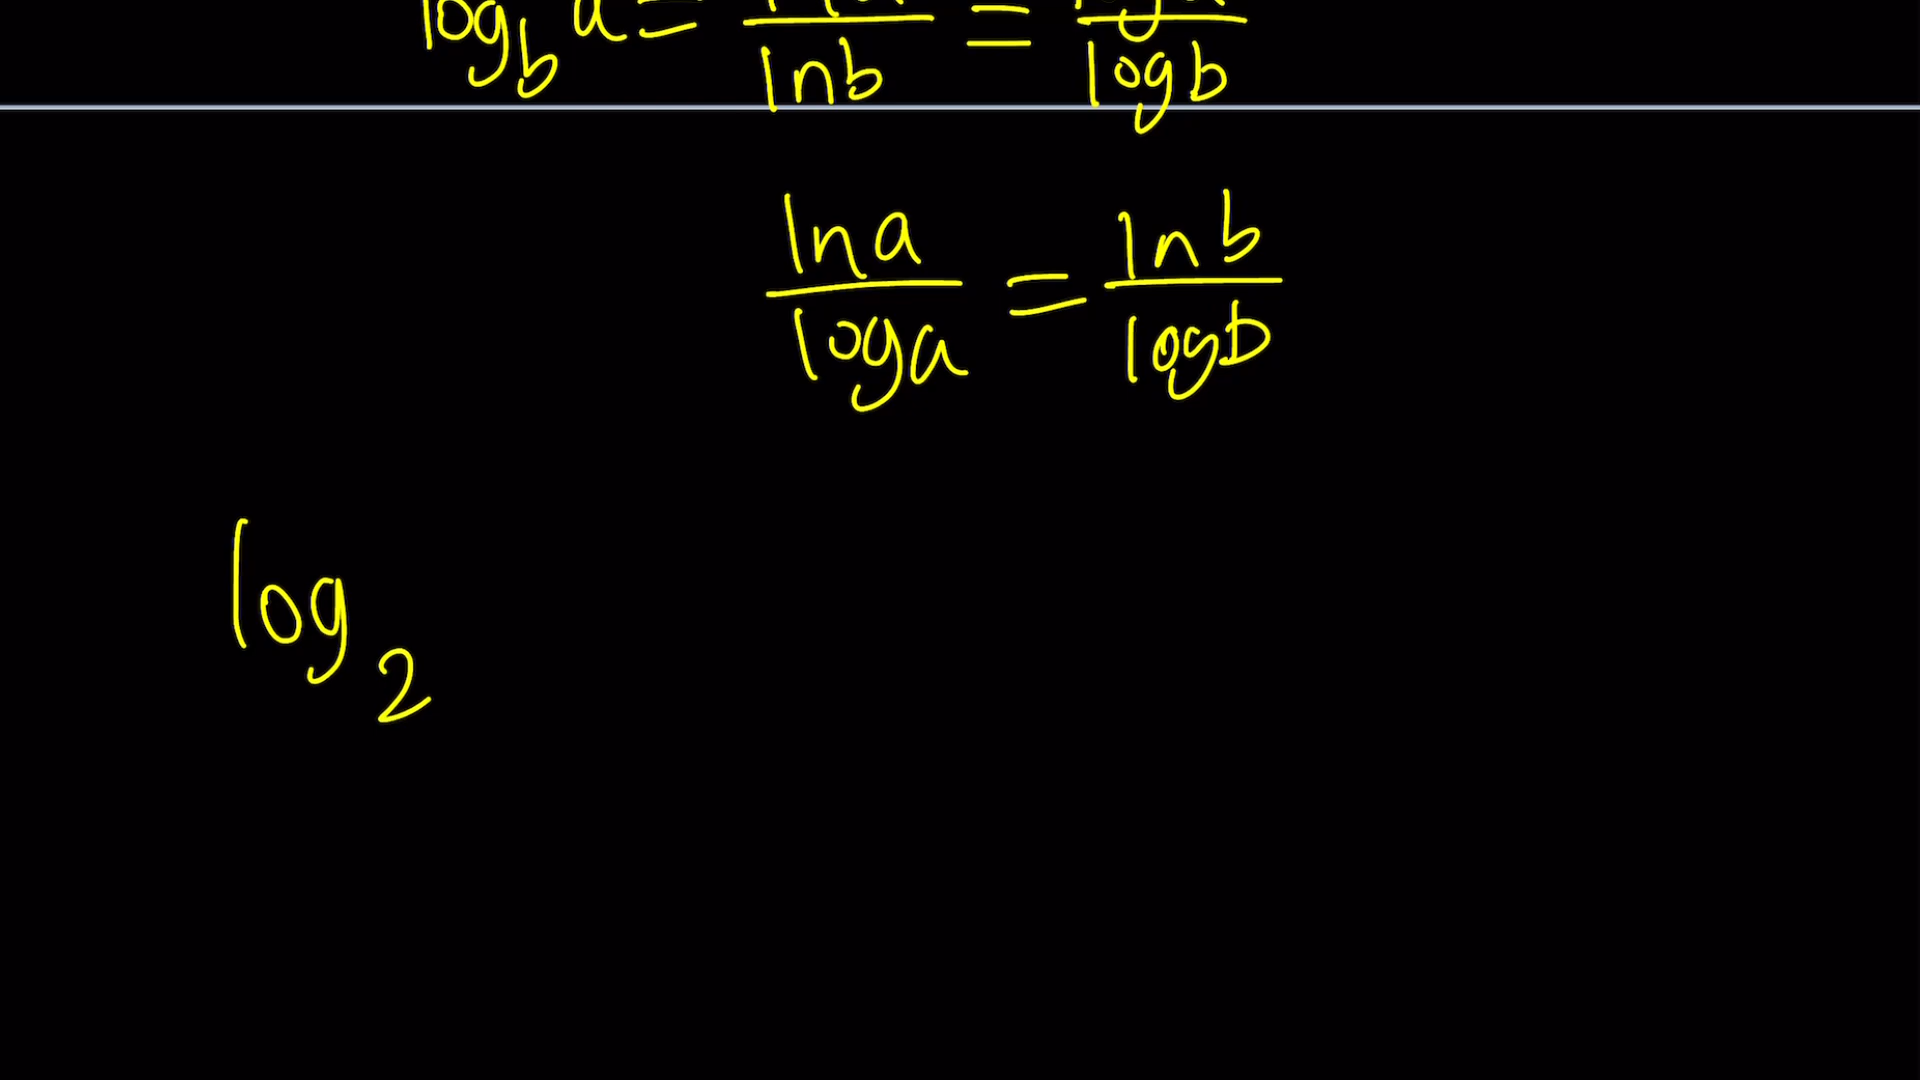 log_b a = ln a / ln b = log a / log b
ln a / log a = ln b / log b
log_2